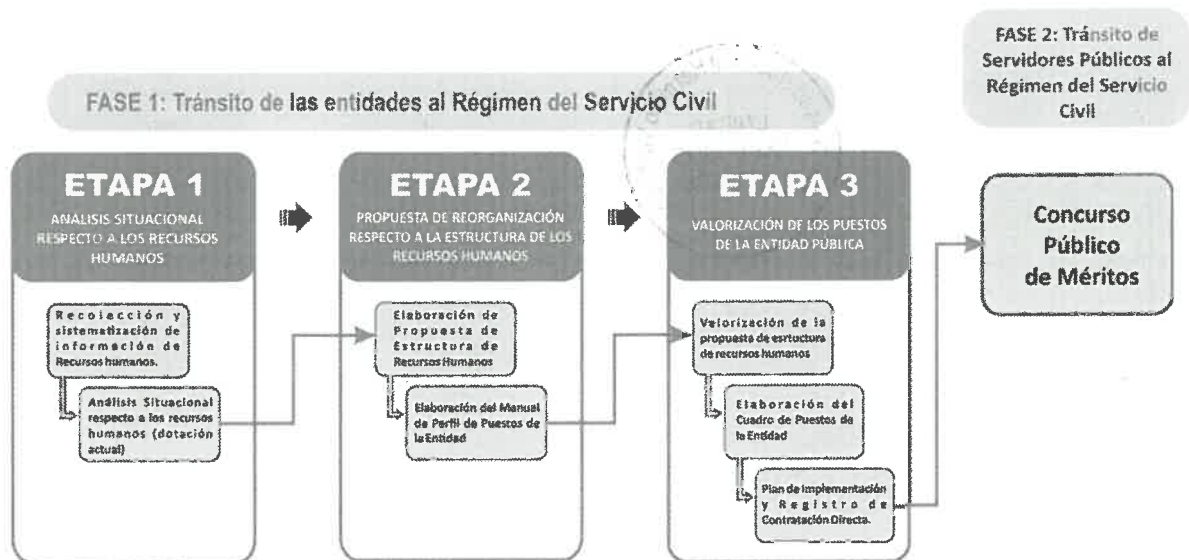 FASE 1: Tránsito de las entidades al Régimen del Servicio Civil
FASE 2: Tránsito de
Servidores Públicos al
Régimen del Servicio
Civil
ETAPA 1
ANALISIS SITUACIONAL
RESPECTO A LOS RECURSOS
HUMANOS
Recolección y
sistematización de
información de
Recursos humanos.
Análisis Situacional
respecto a los recursos
humanos (dotación
actual)
ETAPA 2
PROPUESTA DE REORGANIZACIÓN
RESPECTO A LA ESTRUCTURA DE LOS
RECURSOS HUMANOS
Elaboración de
Propuesta de
Estructura de
Recursos Humanos
Elaboración del Manual
de Perfil de Puestos de
la Entidad
ETAPA 3
VALORIZACIÓN DE LOS PUESTOS
DE LA ENTIDAD PÚBLICA
Valorización de la
propuesta de esrtuctura
de recursos humanos
Elaboración del
Cuadro de Puestos de
la Entidad
Plan de Implementación
y Registro de
Contratación Directa.
Concurso
Público
de Méritos